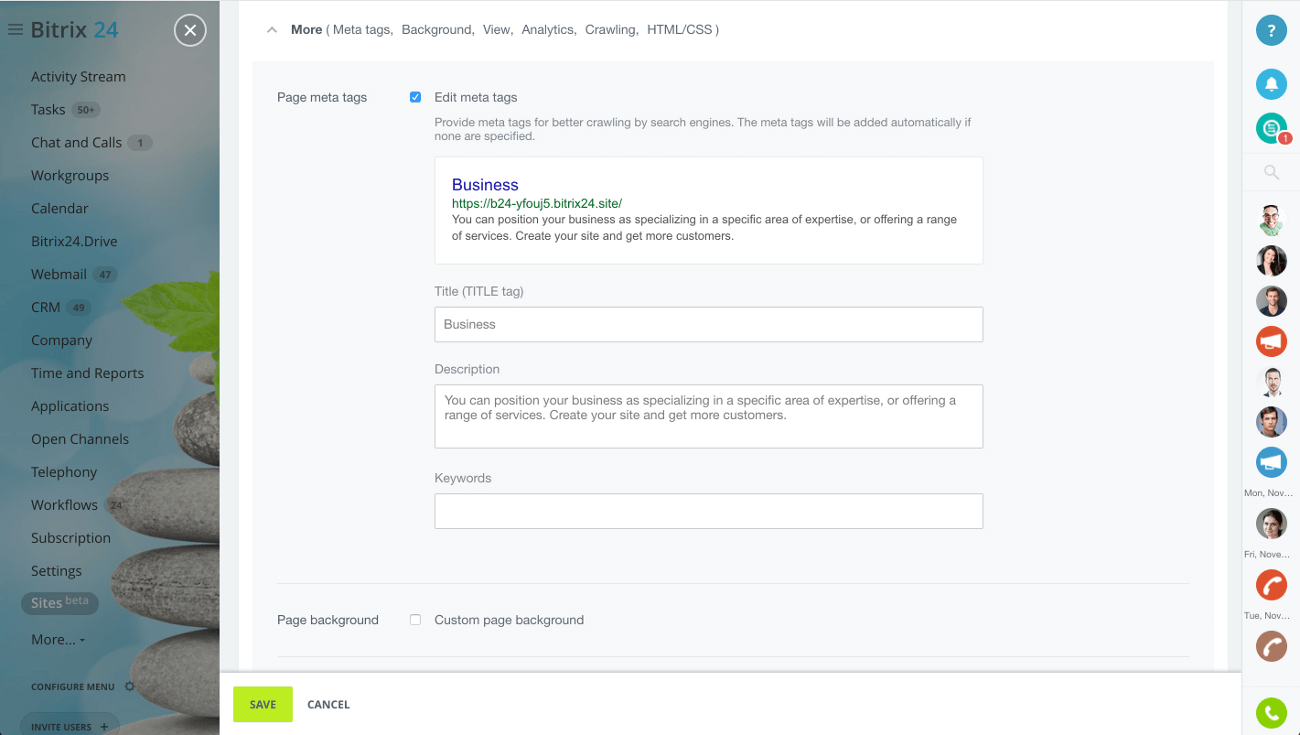 Bitrix 24
Activity Stream
Tasks 50+
Chat and Calls 1
Workgroups
Calendar
Bitrix24.Drive
Webmail 47
CRM 49
Company
Time and Reports
Applications
Open Channels
Telephony
Workflows 24
Subscription
Settings
Sites beta
More...
CONFIGURE MENU
INVITE USERS +
More ( Meta tags, Background, View, Analytics, Crawling, HTML/CSS )
Page meta tags
Edit meta tags
Provide meta tags for better crawling by search engines. The meta tags will be added automatically if
none are specified.
Business
https://b24-yfouj5.bitrix24.site/
You can position your business as specializing in a specific area of expertise, or offering a range
of services. Create your site and get more customers.
Title (TITLE tag)
Business
Description
You can position your business as specializing in a specific area of expertise, or offering a
range of services. Create your site and get more customers.
Keywords
Page background
Custom page background
SAVE
CANCEL
?
1
Mon, Nov...
Fri, Nove...
Tue, Nov...